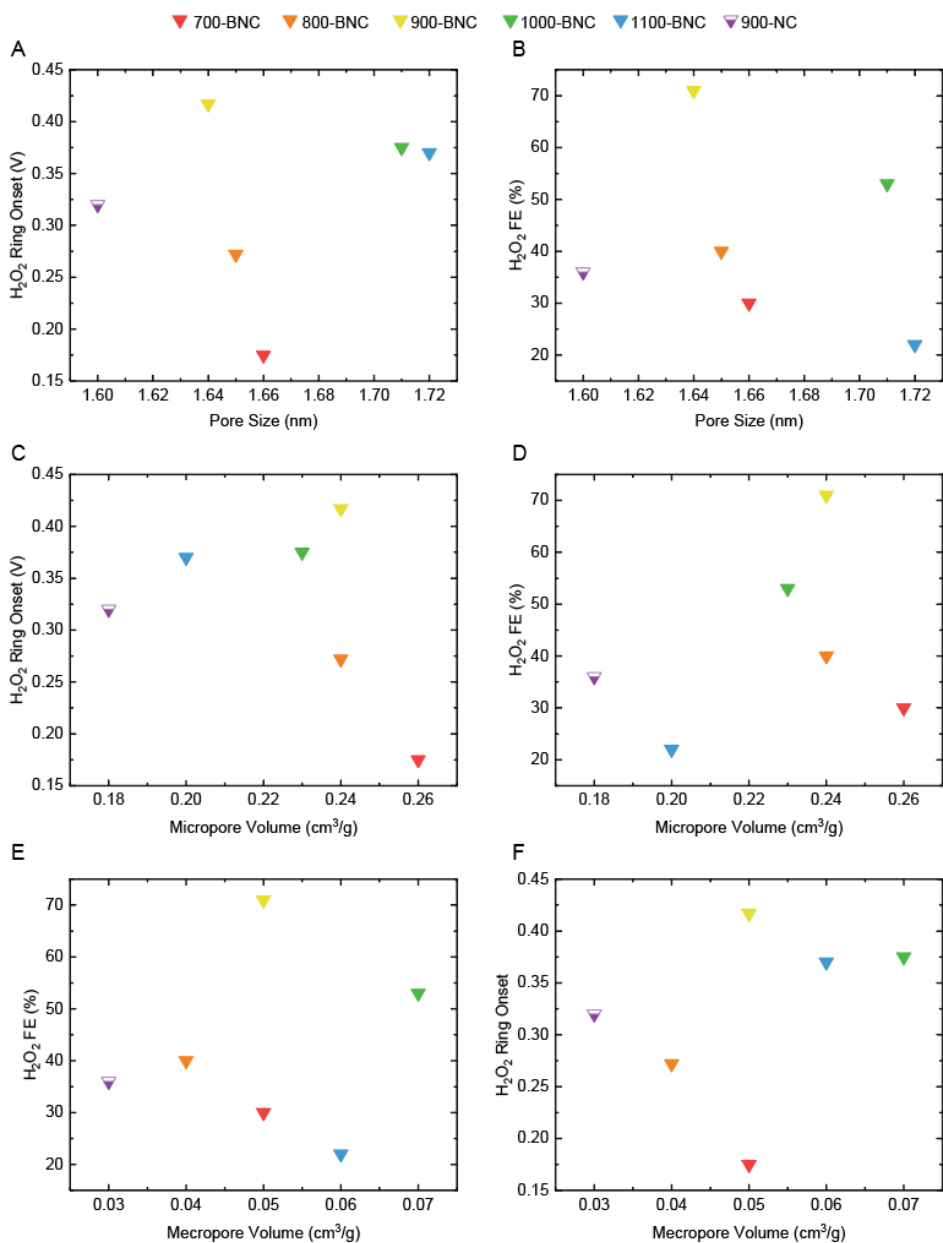 700-BNC 800-BNC 900-BNC 1000-BNC 1100-BNC 900-NC
A
H₂O₂ Ring Onset (V)
0.45
0.40
0.35
0.30
0.25
0.20
0.15
1.60 1.62 1.64 1.66 1.68 1.70 1.72
Pore Size (nm)
B
H₂O₂ FE (%)
70
60
50
40
30
20
1.60 1.62 1.64 1.66 1.68 1.70 1.72
Pore Size (nm)
C
H₂O₂ Ring Onset (V)
0.45
0.40
0.35
0.30
0.25
0.20
0.15
0.18 0.20 0.22 0.24 0.26
Micropore Volume (cm³/g)
D
H₂O₂ FE (%)
70
60
50
40
30
20
0.18 0.20 0.22 0.24 0.26
Micropore Volume (cm³/g)
E
H₂O₂ FE (%)
70
60
50
40
30
20
0.03 0.04 0.05 0.06 0.07
Mecropore Volume (cm³/g)
F
H₂O₂ Ring Onset
0.45
0.40
0.35
0.30
0.25
0.20
0.15
0.03 0.04 0.05 0.06 0.07
Mecropore Volume (cm³/g)